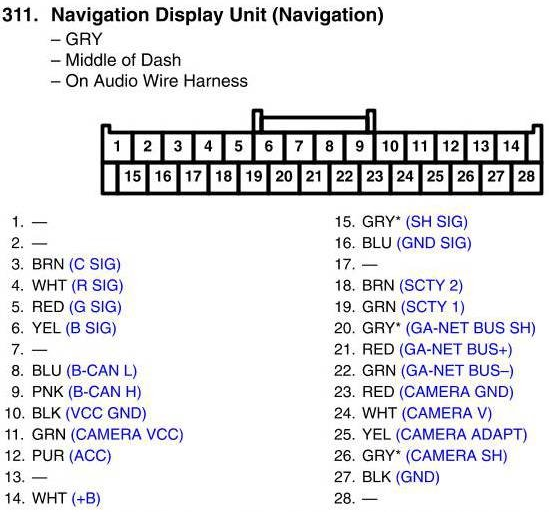 311. Navigation Display Unit (Navigation)
– GRY
– Middle of Dash
– On Audio Wire Harness
1 2 3 4 5 6 7 8 9 10 11 12 13 14
15 16 17 18 19 20 21 22 23 24 25 26 27 28
1. —
2. —
3. BRN (C SIG)
4. WHT (R SIG)
5. RED (G SIG)
6. YEL (B SIG)
7. —
8. BLU (B-CAN L)
9. PNK (B-CAN H)
10. BLK (VCC GND)
11. GRN (CAMERA VCC)
12. PUR (ACC)
13. —
14. WHT (+B)
15. GRY* (SH SIG)
16. BLU (GND SIG)
17. —
18. BRN (SCTY 2)
19. GRN (SCTY 1)
20. GRY* (GA-NET BUS SH)
21. RED (GA-NET BUS+)
22. GRN (GA-NET BUS–)
23. RED (CAMERA GND)
24. WHT (CAMERA V)
25. YEL (CAMERA ADAPT)
26. GRY* (CAMERA SH)
27. BLK (GND)
28. —